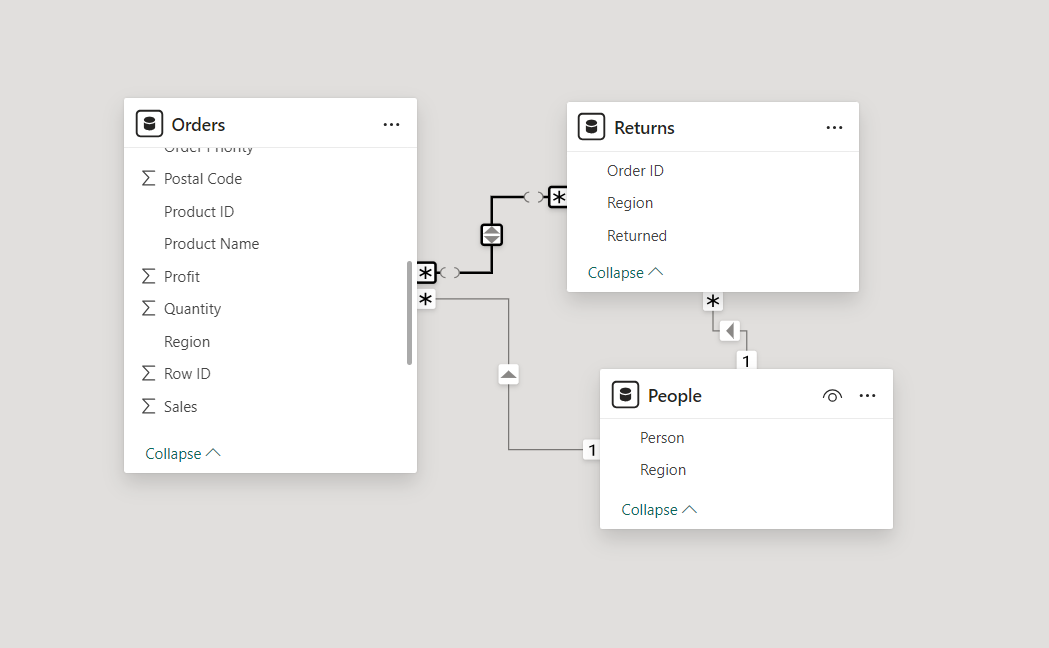 Orders
Order Priority
Postal Code
Product ID
Product Name
Profit
Quantity
Region
Row ID
Sales
Collapse
*
*
Returns
Order ID
Region
Returned
Collapse
*
*
1
1
People
Person
Region
Collapse